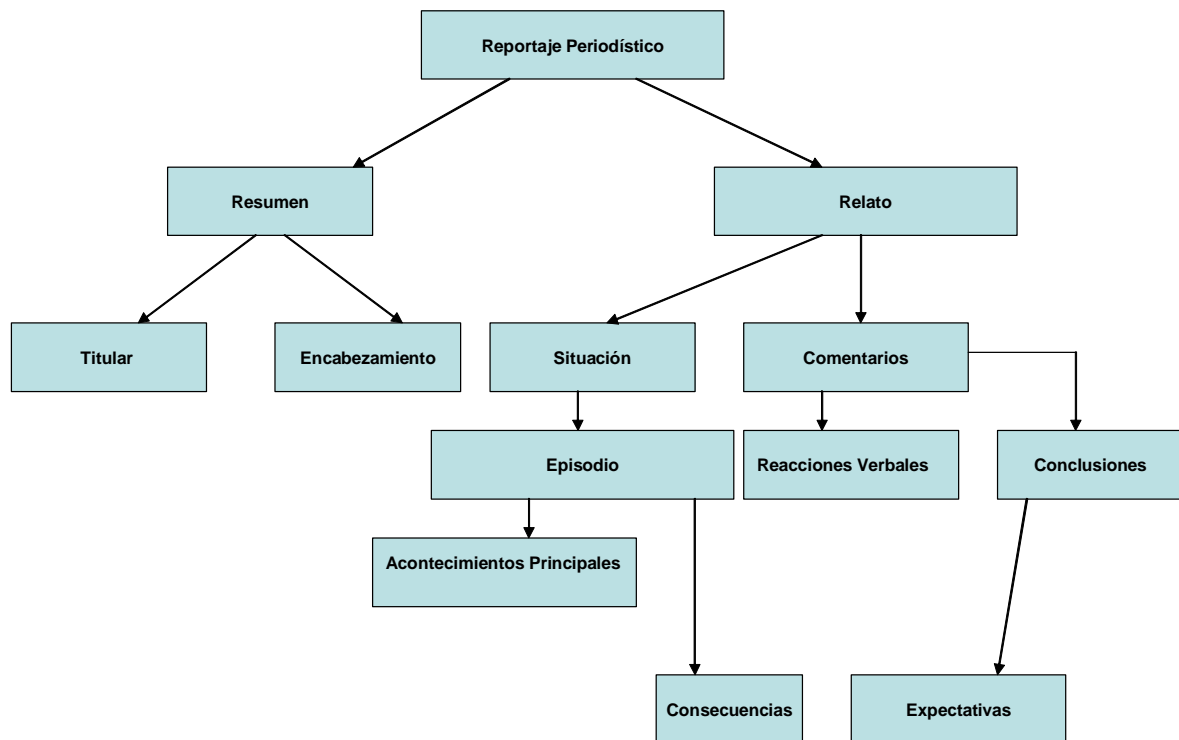 Reportaje Periodístico
Resumen
Relato
Titular
Encabezamiento
Situación
Comentarios
Episodio
Reacciones Verbales
Conclusiones
Acontecimientos Principales
Consecuencias
Expectativas